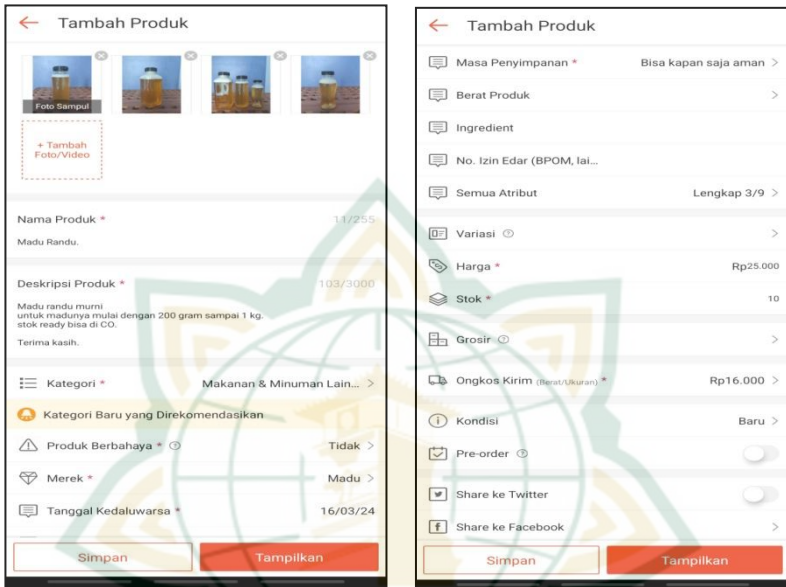 Tambah Produk
Foto Sampul
+ Tambah
Foto/Video
Nama Produk *
11/255
Madu Randu.
Deskripsi Produk *
103/3000
Madu randu murni
untuk madunya mulai dengan 200 gram sampai 1 kg.
stok ready bisa di CO.
Terima kasih.
Kategori * Makanan & Minuman Lain... >
Kategori Baru yang Direkomendasikan
Produk Berbahaya * Tidak >
Merek * Madu >
Tanggal Kedaluwarsa * 16/03/24
Simpan Tampilkan
Tambah Produk
Masa Penyimpanan * Bisa kapan saja aman >
Berat Produk >
Ingredient
No. Izin Edar (BPOM, lai...
Semua Atribut Lengkap 3/9 >
Variasi >
Harga * Rp25.000
Stok * 10
Grosir >
Ongkos Kirim (Berat/Ukuran) * Rp16.000 >
Kondisi Baru >
Pre-order
Share ke Twitter
Share ke Facebook >
Simpan Tampilkan